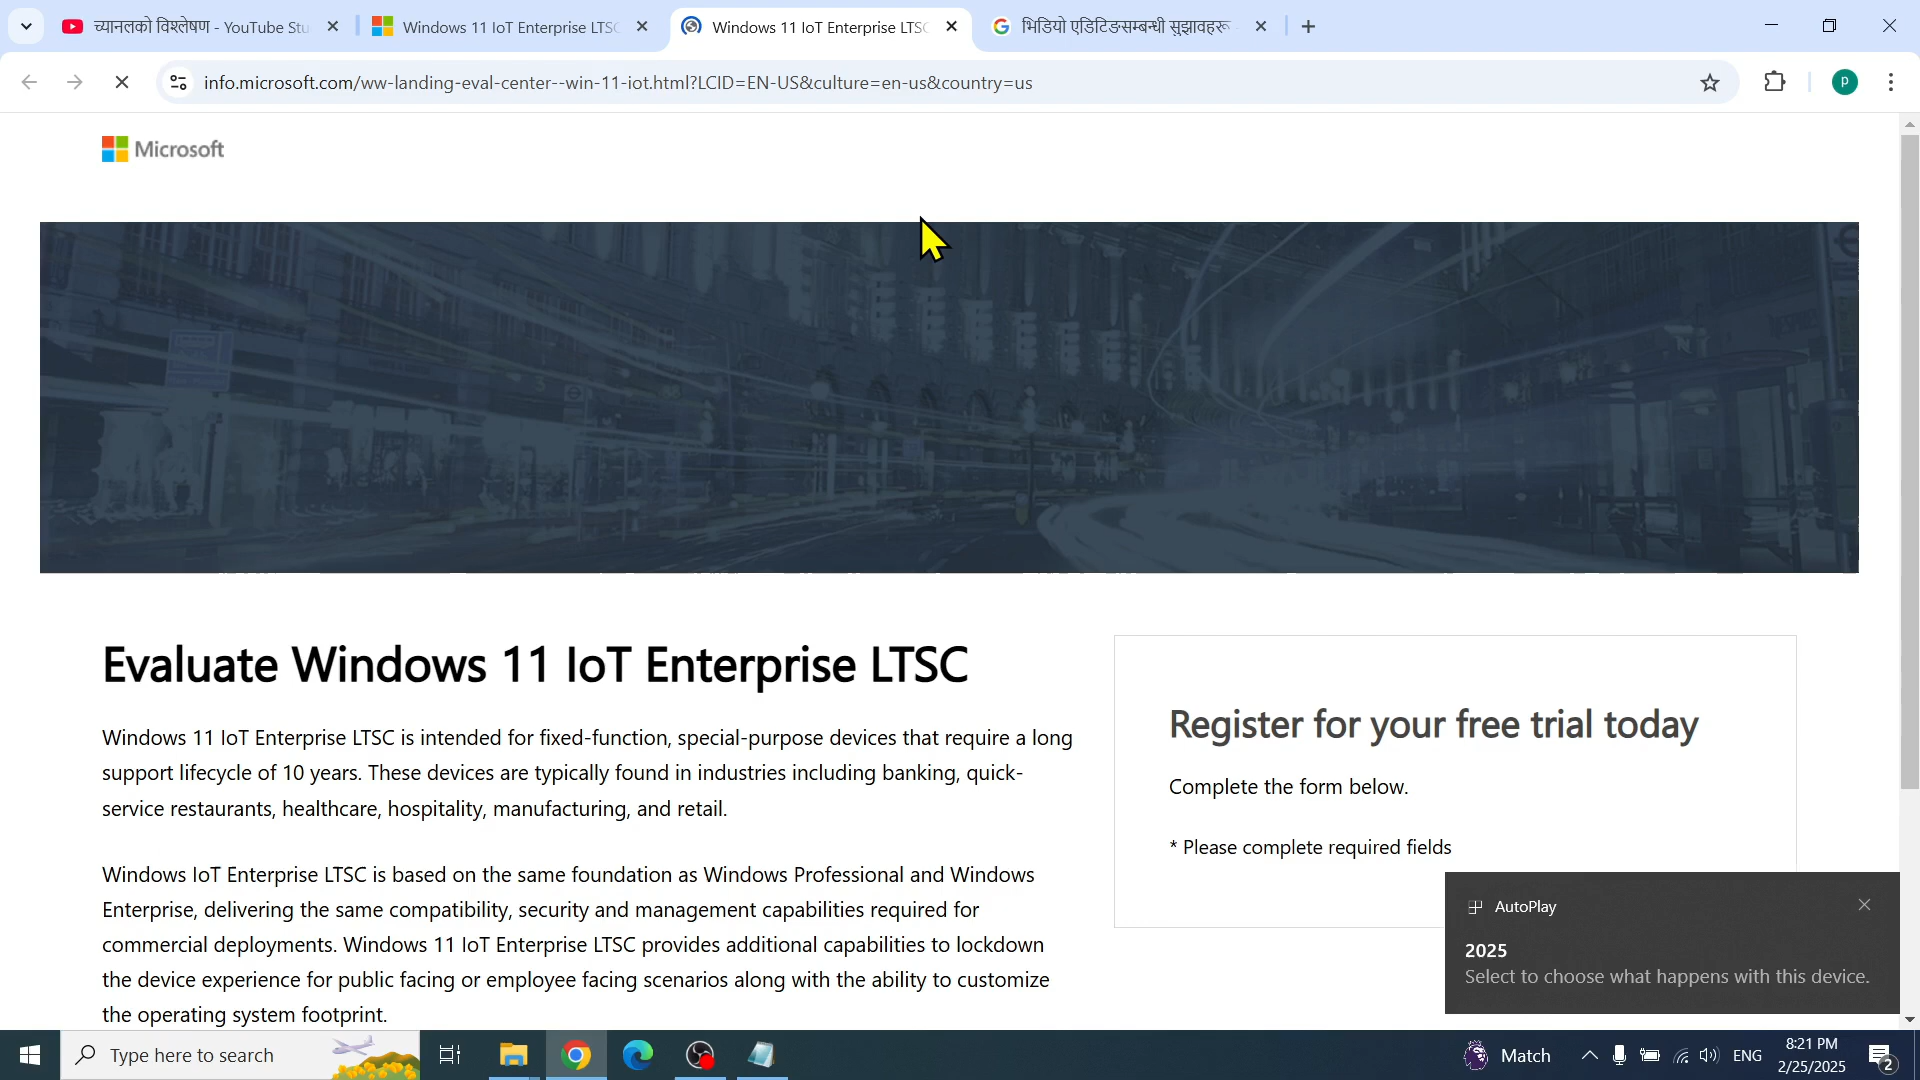 च्यानलको विश्लेषण - YouTube Stu
Windows 11 IoT Enterprise LTSC
Windows 11 IoT Enterprise LTSC
भिडियो एडिटिङसम्बन्धी सुझावहरू
info.microsoft.com/ww-landing-eval-center--win-11-iot.html?LCID=EN-US&culture=en-us&country=us
P
Microsoft
Evaluate Windows 11 IoT Enterprise LTSC
Windows 11 IoT Enterprise LTSC is intended for fixed-function, special-purpose devices that require a long
support lifecycle of 10 years. These devices are typically found in industries including banking, quick-
service restaurants, healthcare, hospitality, manufacturing, and retail.
Windows IoT Enterprise LTSC is based on the same foundation as Windows Professional and Windows
Enterprise, delivering the same compatibility, security and management capabilities required for
commercial deployments. Windows 11 IoT Enterprise LTSC provides additional capabilities to lockdown
the device experience for public facing or employee facing scenarios along with the ability to customize
the operating system footprint.
Register for your free trial today
Complete the form below.
* Please complete required fields
AutoPlay
2025
Select to choose what happens with this device.
Type here to search
Match
ENG
8:21 PM
2/25/2025
2